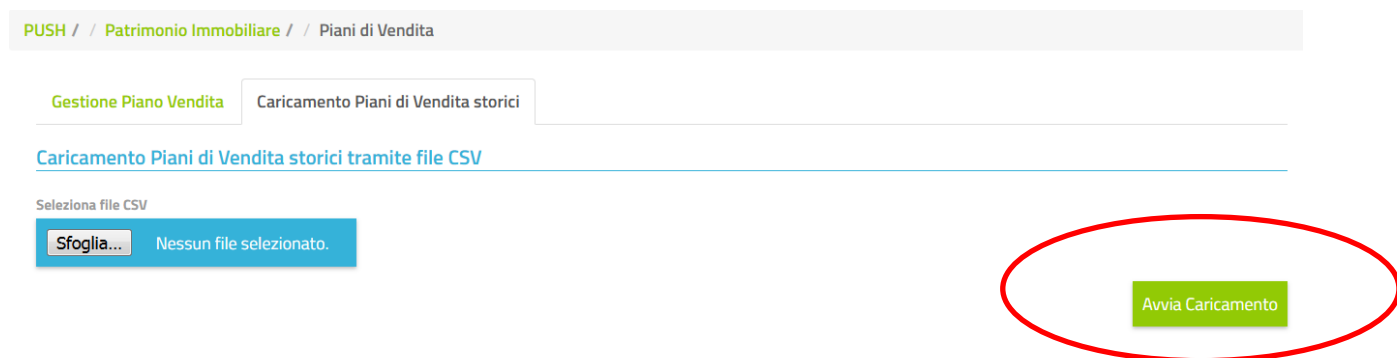 PUSH / / Patrimonio Immobiliare / / Piani di Vendita
Gestione Piano Vendita Caricamento Piani di Vendita storici
Caricamento Piani di Vendita storici tramite file CSV
Seleziona file CSV
Sfoglia... Nessun file selezionato.
Avvia Caricamento